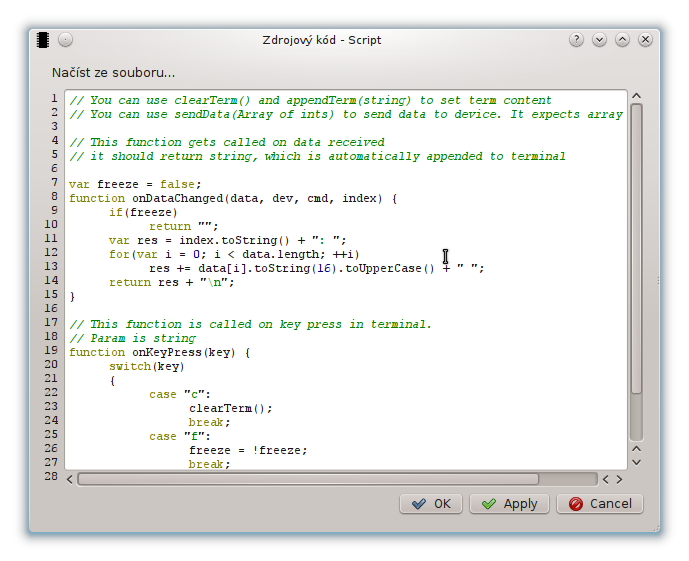 Zdrojový kód - Script
Načíst ze souboru...
1 // You can use clearTerm() and appendTerm(string) to set term content
2 // You can use sendData(Array of ints) to send data to device. It expects array
3
4 // This function gets called on data received
5 // it should return string, which is automatically appended to terminal
6
7 var freeze = false;
8 function onDataChanged(data, dev, cmd, index) {
9 if(freeze)
10 return "";
11 var res = index.toString() + ": ";
12 for(var i = 0; i < data.length; ++i)
13 res += data[i].toString(16).toUpperCase() + " ";
14 return res + "\n";
15 }
16
17 // This function is called on key press in terminal.
18 // Param is string
19 function onKeyPress(key) {
20 switch(key)
21 {
22 case "c":
23 clearTerm();
24 break;
25 case "f":
26 freeze = !freeze;
27 break;
28
OK Apply Cancel